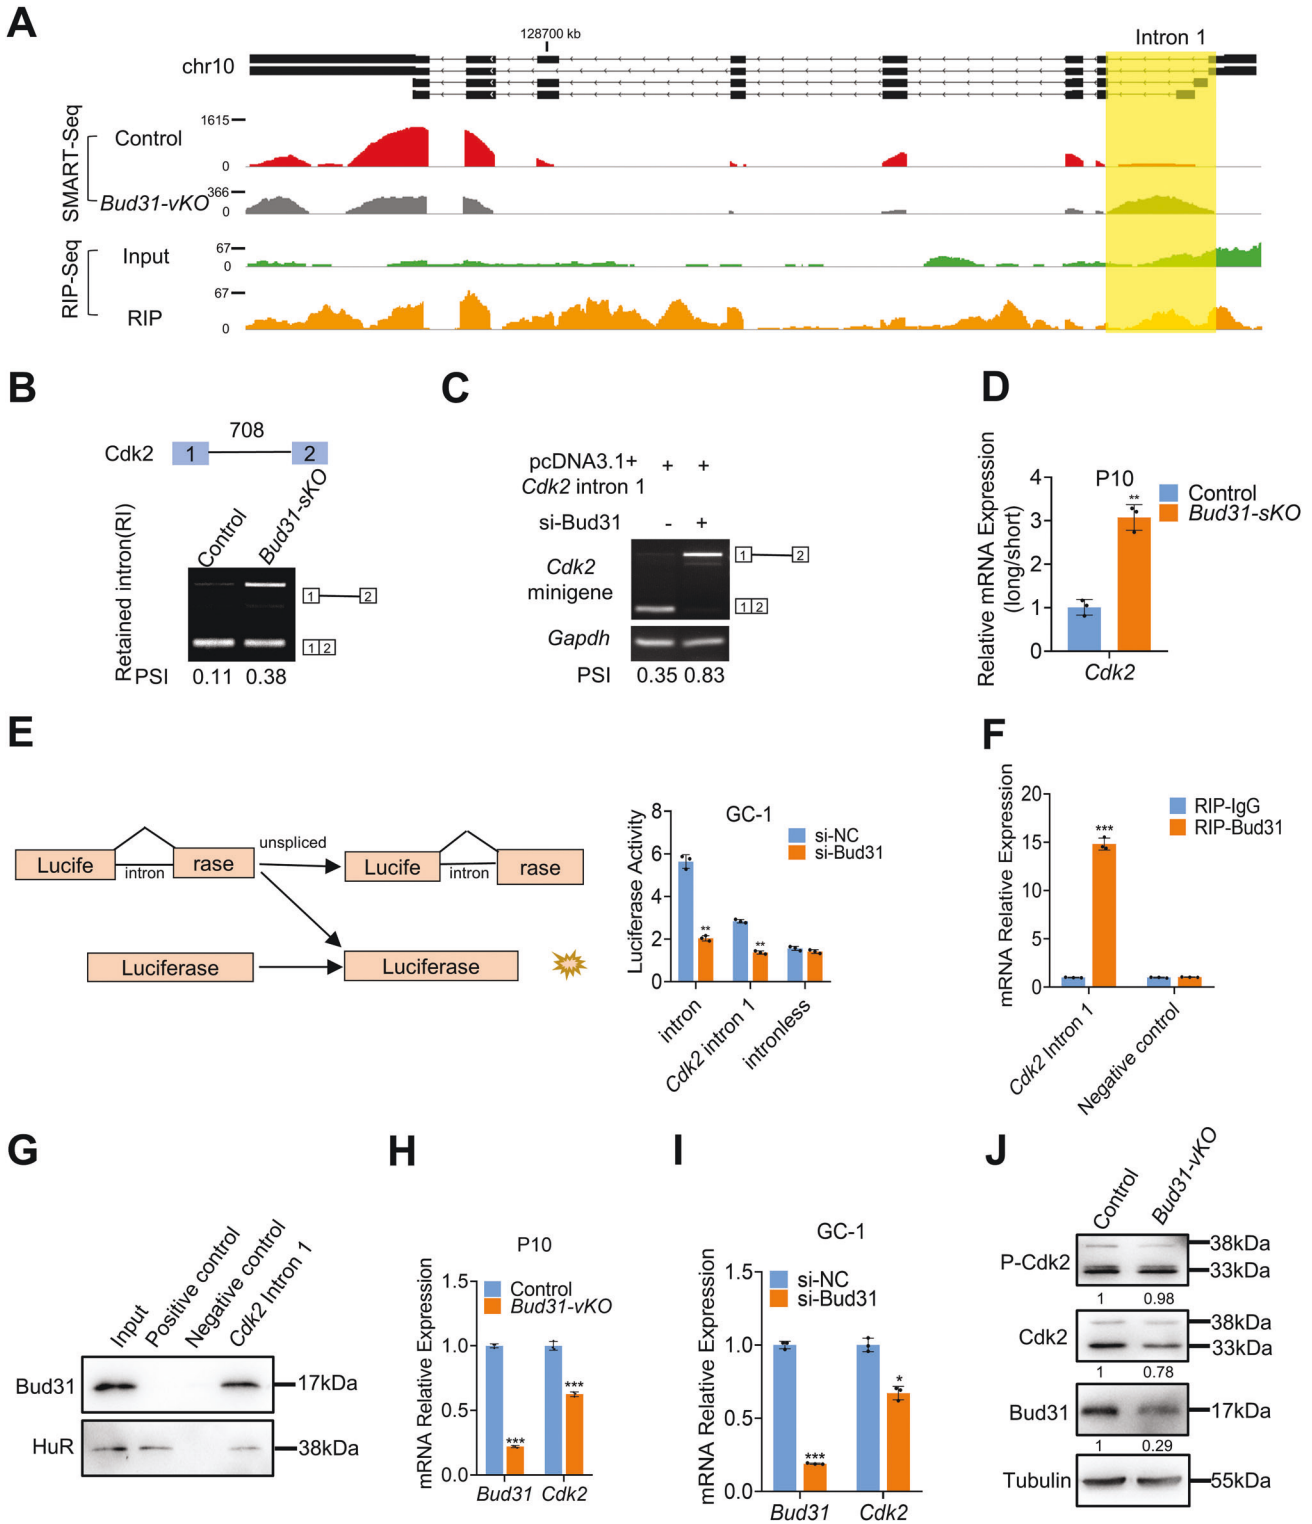 A
128700 kb
Intron 1
chr10
SMART-Seq
1615
Control
0
366
Bud31-vKO
0
RIP-Seq
67
Input
0
67
RIP
0
B
708
Cdk2 1 2
Retained intron(RI)
Control
Bud31-sKO
1 2
1 2
PSI 0.11 0.38
C
pcDNA3.1+
Cdk2 intron 1
+ +
si-Bud31 - +
Cdk2
minigene
1 2
1 2
Gapdh
PSI 0.35 0.83
D
Relative mRNA Expression
(long/short)
P10
4
3
2
1
0
**
Control
Bud31-sKO
Cdk2
E
Lucife intron rase
unspliced
Lucife intron rase
Luciferase
Luciferase
GC-1
Luciferase Activity
8
6
4
2
0
si-NC
si-Bud31
**
**
intron
Cdk2 intron 1
intronless
F
mRNA Relative Expression
20
15
10
5
0
***
RIP-IgG
RIP-Bud31
Cdk2 Intron 1
Negative control
G
Input
Positive control
Negative control
Cdk2 Intron 1
Bud31 17kDa
HuR 38kDa
H
P10
mRNA Relative Expression
1.5
1.0
0.5
0.0
Control
Bud31-vKO
***
***
Bud31 Cdk2
I
GC-1
mRNA Relative Expression
1.5
1.0
0.5
0.0
si-NC
si-Bud31
***
*
Bud31 Cdk2
J
Control
Bud31-vKO
P-Cdk2
38kDa
33kDa
1 0.98
Cdk2
38kDa
33kDa
1 0.78
Bud31 17kDa
1 0.29
Tubulin 55kDa